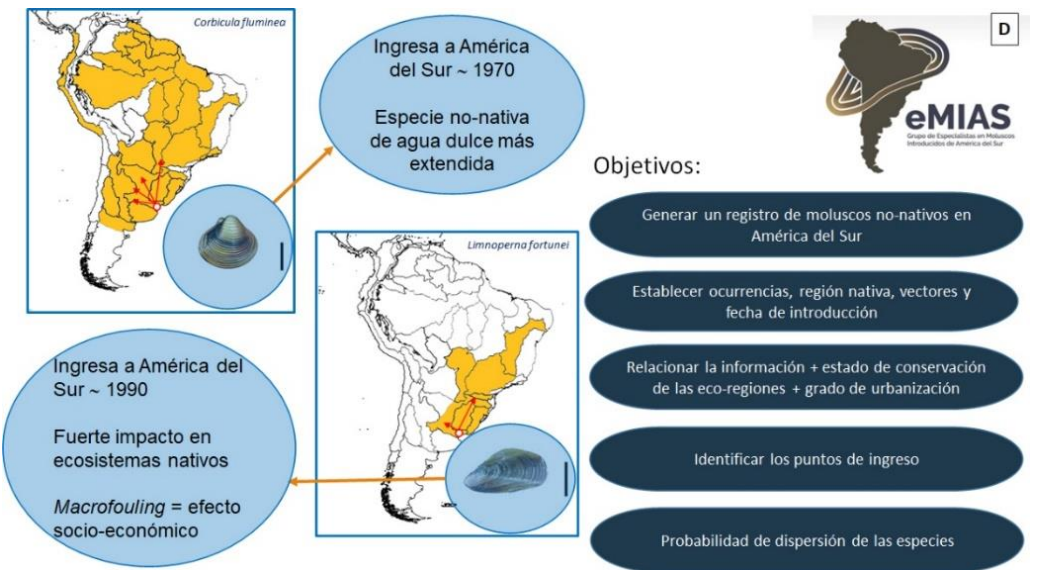 Corbicula fluminea
Ingresa a América
del Sur ~ 1970
Especie no-nativa
de agua dulce más
extendida
D
eMIAS
Grupo de Especialistas en Moluscos
Introducidos de América del Sur
Objetivos:
Generar un registro de moluscos no-nativos en
América del Sur
Establecer ocurrencias, región nativa, vectores y
fecha de introducción
Relacionar la información + estado de conservación
de las eco-regiones + grado de urbanización
Identificar los puntos de ingreso
Probabilidad de dispersión de las especies
Limnoperna fortunei
Ingresa a América del
Sur ~ 1990
Fuerte impacto en
ecosistemas nativos
Macrofouling = efecto
socio-económico